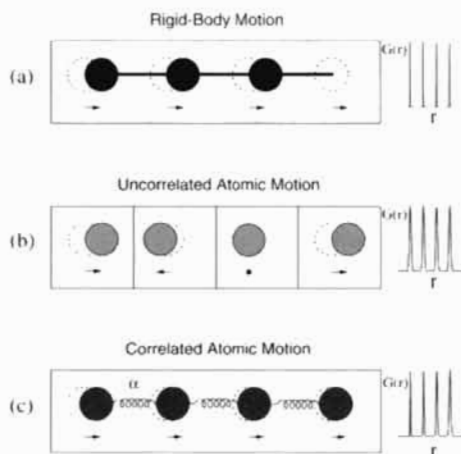 Rigid-Body Motion
(a)
G(r)
r
Uncorrelated Atomic Motion
(b)
G(r)
r
Correlated Atomic Motion
(c)
α
G(r)
r